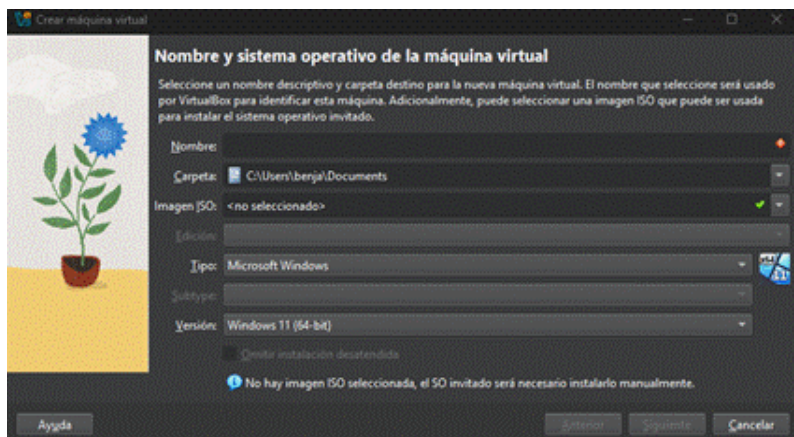 Crear máquina virtual
Nombre y sistema operativo de la máquina virtual
Seleccione un nombre descriptivo y carpeta destino para la nueva máquina virtual. El nombre que seleccione será usado
por VirtualBox para identificar esta máquina. Adicionalmente, puede seleccionar una imagen ISO que puede ser usada
para instalar el sistema operativo invitado.
Nombre:
Carpeta: C:\Users\benja\Documents
Imagen ISO: <no seleccionado>
Edición:
Tipo: Microsoft Windows
Subtype:
Versión: Windows 11 (64-bit)
Omitir instalación desatendida
No hay imagen ISO seleccionada, el SO invitado será necesario instalarlo manualmente.
Ayuda Anterior Siguiente Cancelar